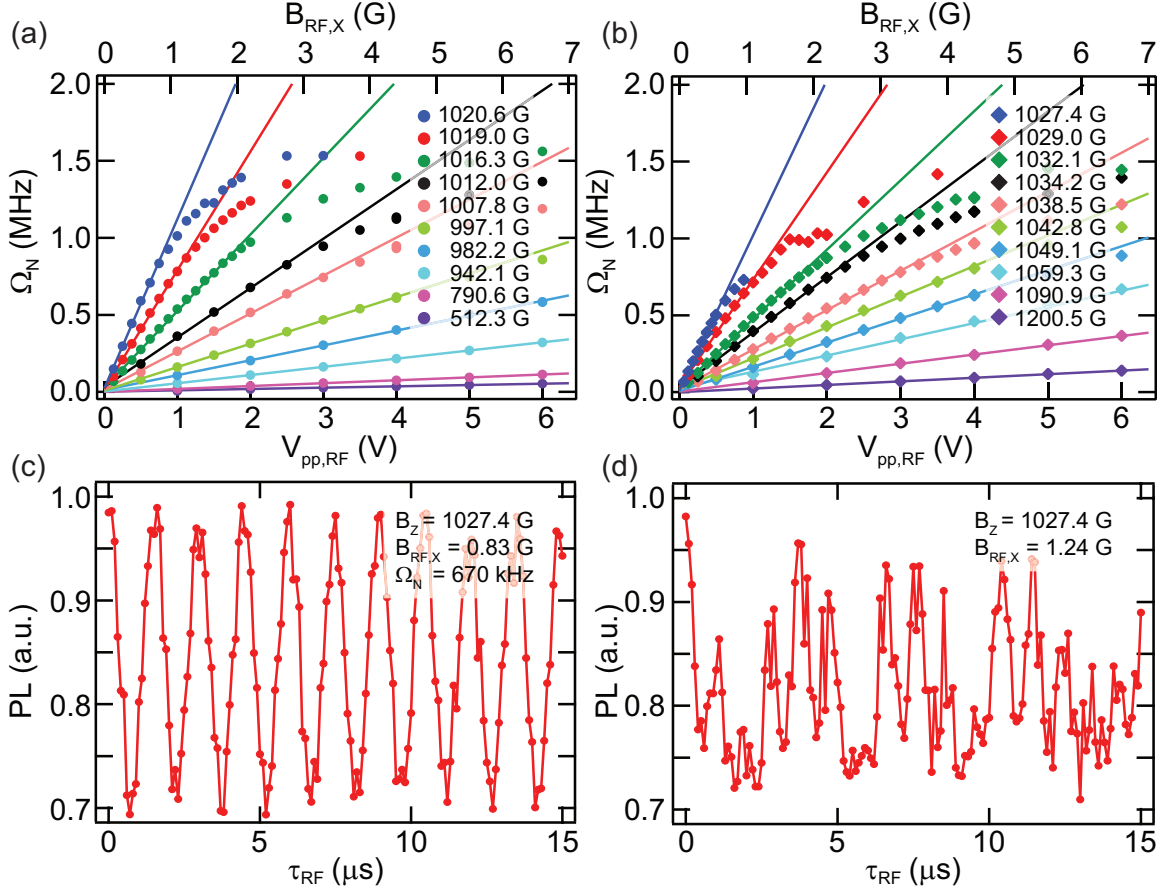 (a)
B_RF,X (G)
0 1 2 3 4 5 6 7
Ω_N (MHz)
2.0
1.5
1.0
0.5
0.0
1020.6 G
1019.0 G
1016.3 G
1012.0 G
1007.8 G
997.1 G
982.2 G
942.1 G
790.6 G
512.3 G
0 1 2 3 4 5 6
V_pp,RF (V)
(b)
B_RF,X (G)
0 1 2 3 4 5 6 7
Ω_N (MHz)
2.0
1.5
1.0
0.5
0.0
1027.4 G
1029.0 G
1032.1 G
1034.2 G
1038.5 G
1042.8 G
1049.1 G
1059.3 G
1090.9 G
1200.5 G
0 1 2 3 4 5 6
V_pp,RF (V)
(c)
PL (a.u.)
1.0
0.9
0.8
0.7
B_Z = 1027.4 G
B_RF,X = 0.83 G
Ω_N = 670 kHz
0 5 10 15
τ_RF (μs)
(d)
PL (a.u.)
1.0
0.9
0.8
0.7
B_Z = 1027.4 G
B_RF,X = 1.24 G
0 5 10 15
τ_RF (μs)